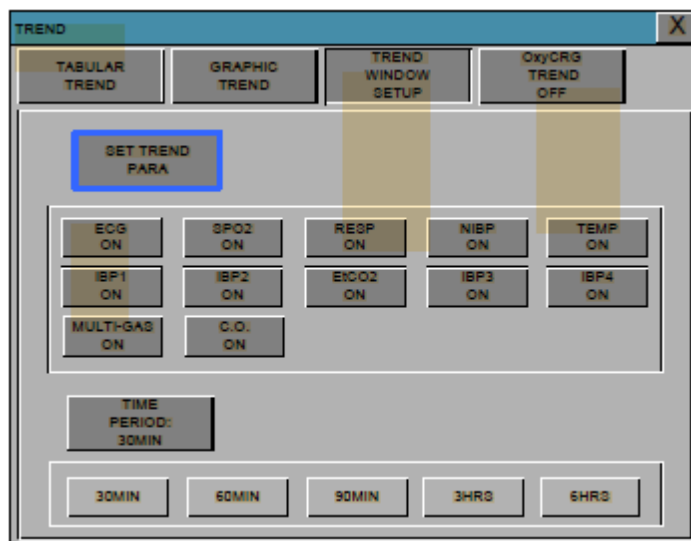 TREND
X
TABULAR
TREND
GRAPHIC
TREND
TREND
WINDOW
SETUP
OxyCRG
TREND
OFF
SET TREND
PARA
ECG
ON
SPO2
ON
RESP
ON
NIBP
ON
TEMP
ON
IBP1
ON
IBP2
ON
EtCO2
ON
IBP3
ON
IBP4
ON
MULTI-GAS
ON
C.O.
ON
TIME
PERIOD:
30MIN
30MIN
60MIN
90MIN
3HRS
6HRS